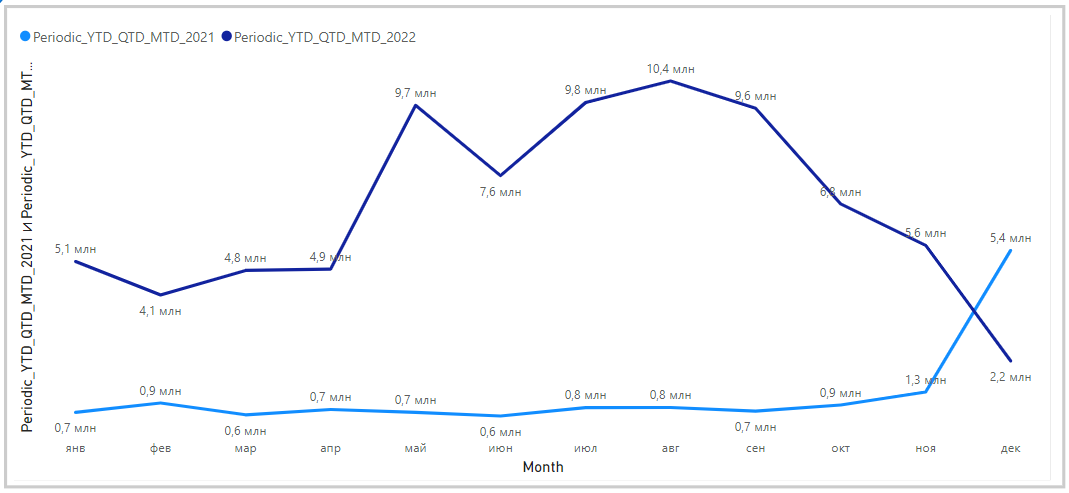 Periodic_YTD_QTD_MTD_2021 Periodic_YTD_QTD_MTD_2022
Periodic_YTD_QTD_MTD_2021 и Periodic_YTD_QTD_MT...
10,4 млн
9,7 млн
9,8 млн
9,6 млн
7,6 млн
6,8 млн
5,1 млн
4,8 млн
4,9 млн
5,6 млн
5,4 млн
4,1 млн
2,2 млн
0,7 млн
0,9 млн
0,6 млн
0,7 млн
0,7 млн
0,6 млн
0,8 млн
0,8 млн
0,7 млн
0,9 млн
1,3 млн
янв фев мар апр май июн июл авг сен окт ноя дек
Month